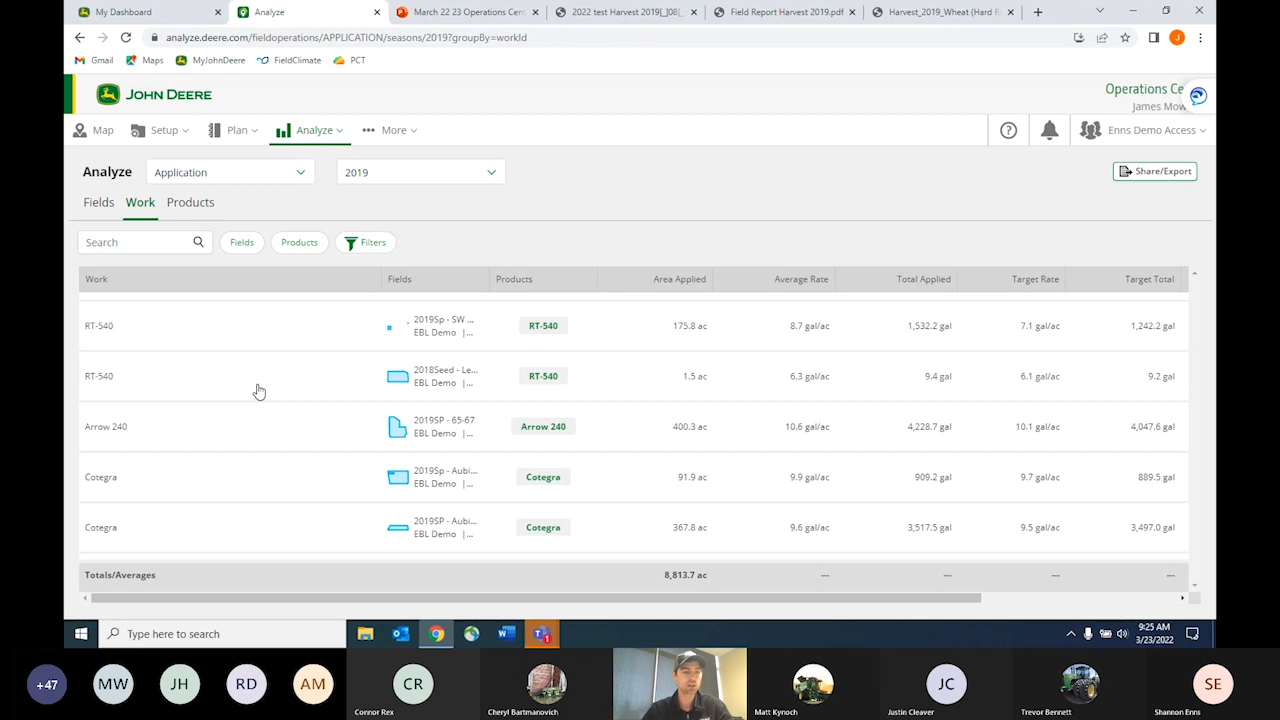 My Dashboard
Analyze
March 22 23 Operations Cent
2022 test Harvest 2019[_]08[_
Field Report Harvest 2019.pdf
Harvest_2019_Wheat (Hard R
analyze.deere.com/fieldoperations/APPLICATION/seasons/2019?groupBy=workId
J
Gmail
Maps
MyJohnDeere
FieldClimate
PCT
JOHN DEERE
Operations Ce
James Mow
Map
Setup
Plan
Analyze
More
Enns Demo Access
Analyze
Application
2019
Share/Export
Fields
Work
Products
Search
Fields
Products
Filters
Work Fields Products Area Applied Average Rate Total Applied Target Rate Target Total
RT-540 2019Sp - SW ... RT-540 175.8 ac 8.7 gal/ac 1,532.2 gal 7.1 gal/ac 1,242.2 gal
EBL Demo |...
RT-540 2018Seed - Le... RT-540 1.5 ac 6.3 gal/ac 9.4 gal 6.1 gal/ac 9.2 gal
EBL Demo |...
Arrow 240 2019SP - 65-67 Arrow 240 400.3 ac 10.6 gal/ac 4,228.7 gal 10.1 gal/ac 4,047.6 gal
EBL Demo |...
Cotegra 2019Sp - Aubi... Cotegra 91.9 ac 9.9 gal/ac 909.2 gal 9.7 gal/ac 889.5 gal
EBL Demo |...
Cotegra 2019SP - Aubi... Cotegra 367.8 ac 9.6 gal/ac 3,517.5 gal 9.5 gal/ac 3,497.0 gal
EBL Demo |...
Totals/Averages 8,813.7 ac --- --- --- ---
Type here to search
1
9:25 AM
3/23/2022
+47
MW
JH
RD
AM
CR
JC
SE
Connor Rex
Cheryl Bartmanovich
Matt Kynoch
Justin Cleaver
Trevor Bennett
Shannon Enns